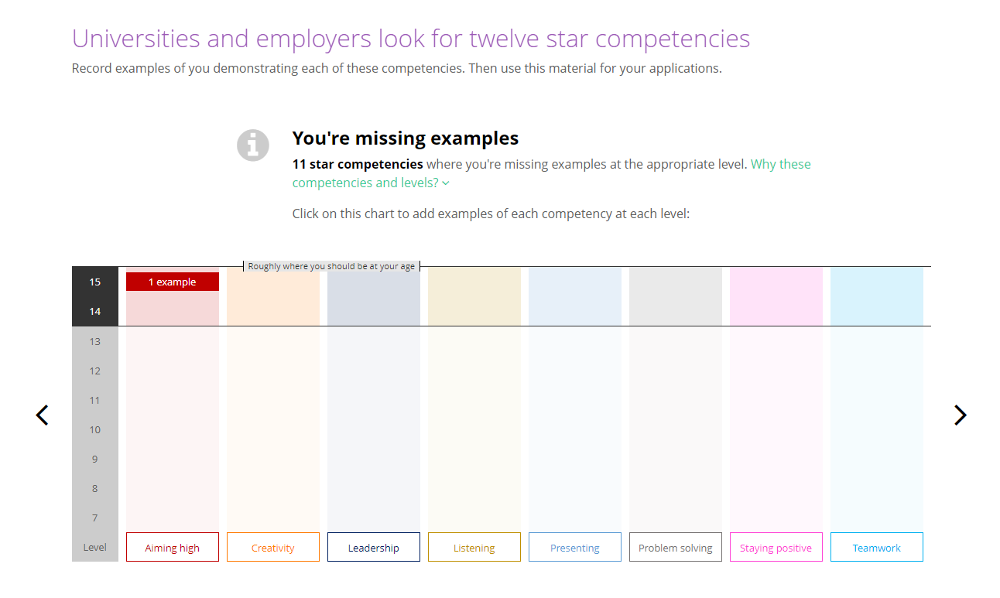 Universities and employers look for twelve star competencies
Record examples of you demonstrating each of these competencies. Then use this material for your applications.
You're missing examples
11 star competencies where you're missing examples at the appropriate level. Why these
competencies and levels?
Click on this chart to add examples of each competency at each level:
Roughly where you should be at your age
15 1 example
14
13
12
11
10
9
8
7
Level Aiming high Creativity Leadership Listening Presenting Problem solving Staying positive Teamwork